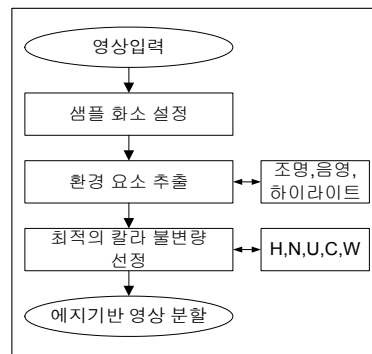 영상입력
샘플 화소 설정
환경 요소 추출
조명,음영,
하이라이트
최적의 칼라 불변량
선정
H,N,U,C,W
에지기반 영상 분할